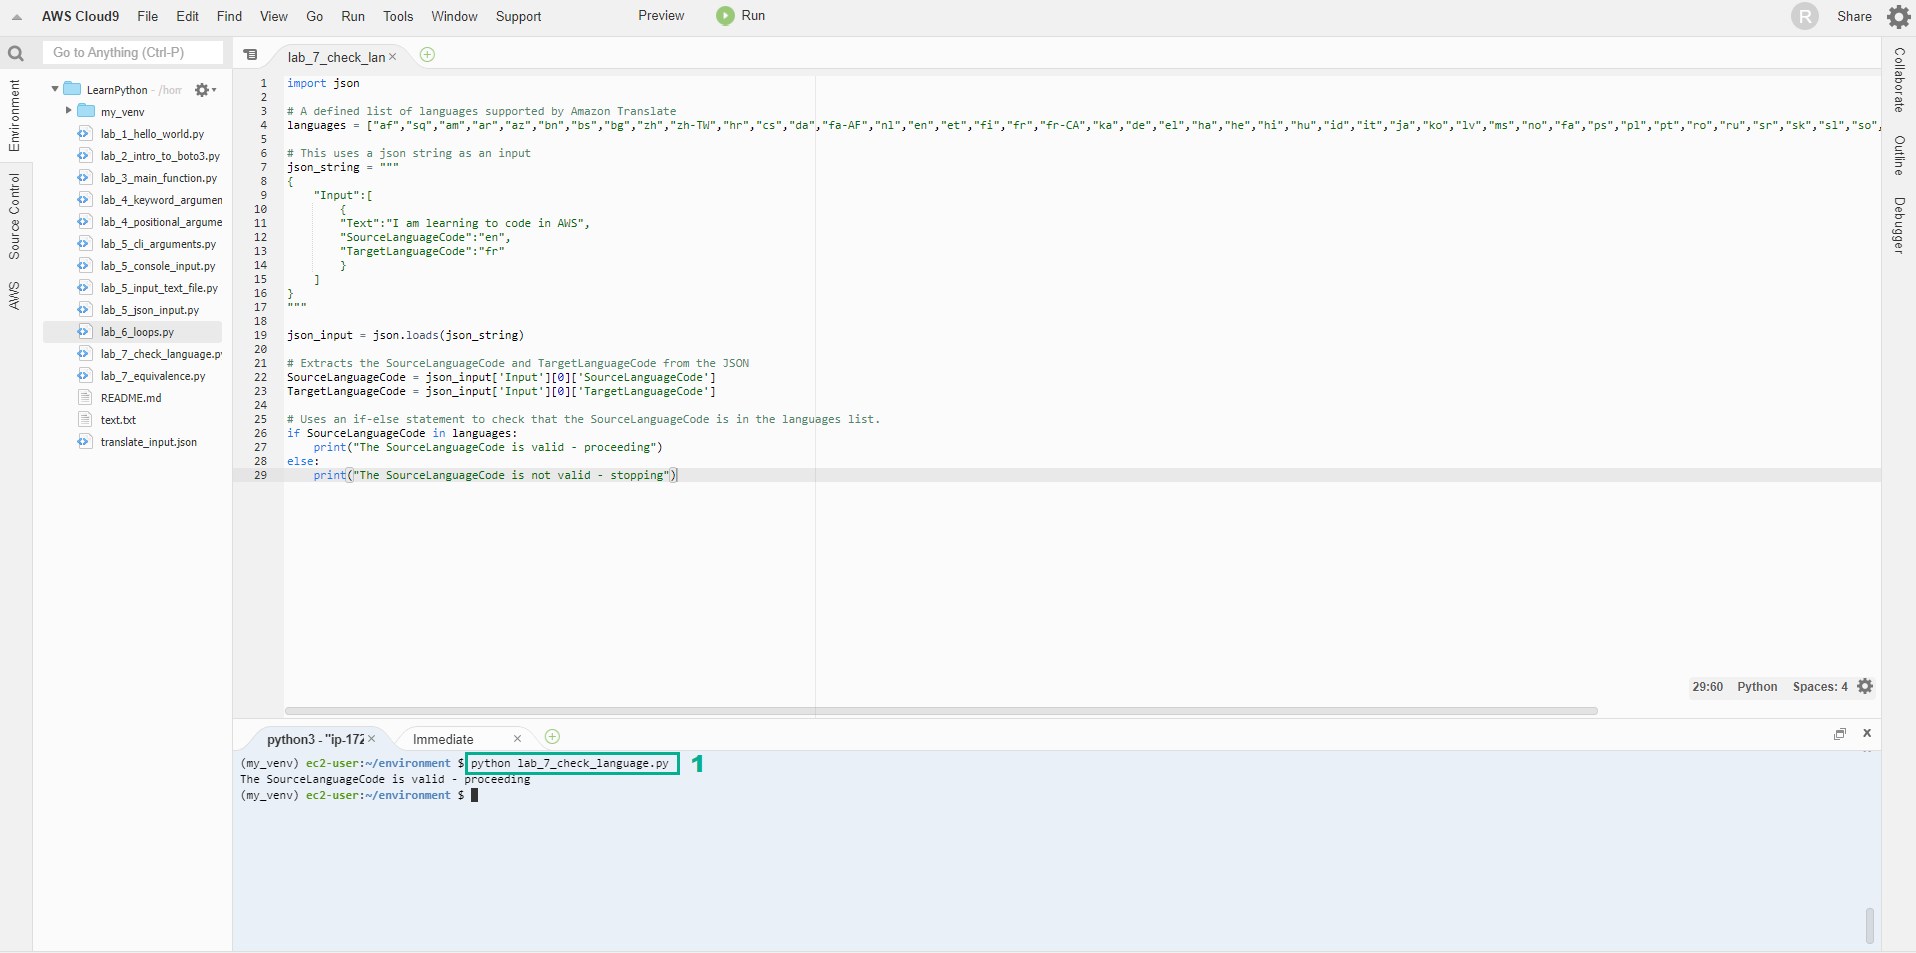 AWS Cloud9 File Edit Find View Go Run Tools Window Support Preview Run R Share
Go to Anything (Ctrl-P)
Environment
Source Control
AWS
LearnPython - /hom
my_venv
lab_1_hello_world.py
lab_2_intro_to_boto3.py
lab_3_main_function.py
lab_4_keyword_argumen
lab_4_positional_argume
lab_5_cli_arguments.py
lab_5_console_input.py
lab_5_input_text_file.py
lab_5_json_input.py
lab_6_loops.py
lab_7_check_language.py
lab_7_equivalence.py
README.md
text.txt
translate_input.json
lab_7_check_lan
1 import json
2
3 # A defined list of languages supported by Amazon Translate
4 languages = ["af","sq","am","ar","az","bn","bs","bg","zh","zh-TW","hr","cs","da","fa-AF","nl","en","et","fi","fr","fr-CA","ka","de","el","ha","he","hi","hu","id","it","ja","ko","lv","ms","no","fa","ps","pl","pt","ro","ru","sr","sk","sl","so",
5
6 # This uses a json string as an input
7 json_string = """
8 {
9     "Input":[
10         {
11         "Text":"I am learning to code in AWS",
12         "SourceLanguageCode":"en",
13         "TargetLanguageCode":"fr"
14         }
15     ]
16 }
17 """
18
19 json_input = json.loads(json_string)
20
21 # Extracts the SourceLanguageCode and TargetLanguageCode from the JSON
22 SourceLanguageCode = json_input['Input'][0]['SourceLanguageCode']
23 TargetLanguageCode = json_input['Input'][0]['TargetLanguageCode']
24
25 # Uses an if-else statement to check that the SourceLanguageCode is in the languages list.
26 if SourceLanguageCode in languages:
27     print("The SourceLanguageCode is valid - proceeding")
28 else:
29     print("The SourceLanguageCode is not valid - stopping")
29:60 Python Spaces: 4
Collaborate
Outline
Debugger
python3 - "ip-172 Immediate
(my_venv) ec2-user:~/environment $ python lab_7_check_language.py 1
The SourceLanguageCode is valid - proceeding
(my_venv) ec2-user:~/environment $